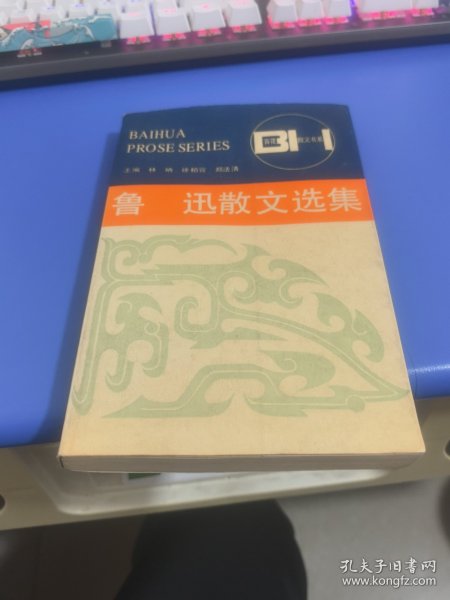 BAIHUA
PROSE SERIES
BH
百花
散文书系
主编 林呐 徐柏容 郑法清
鲁 迅散文选集
孔夫子旧书网
www.kongfz.com